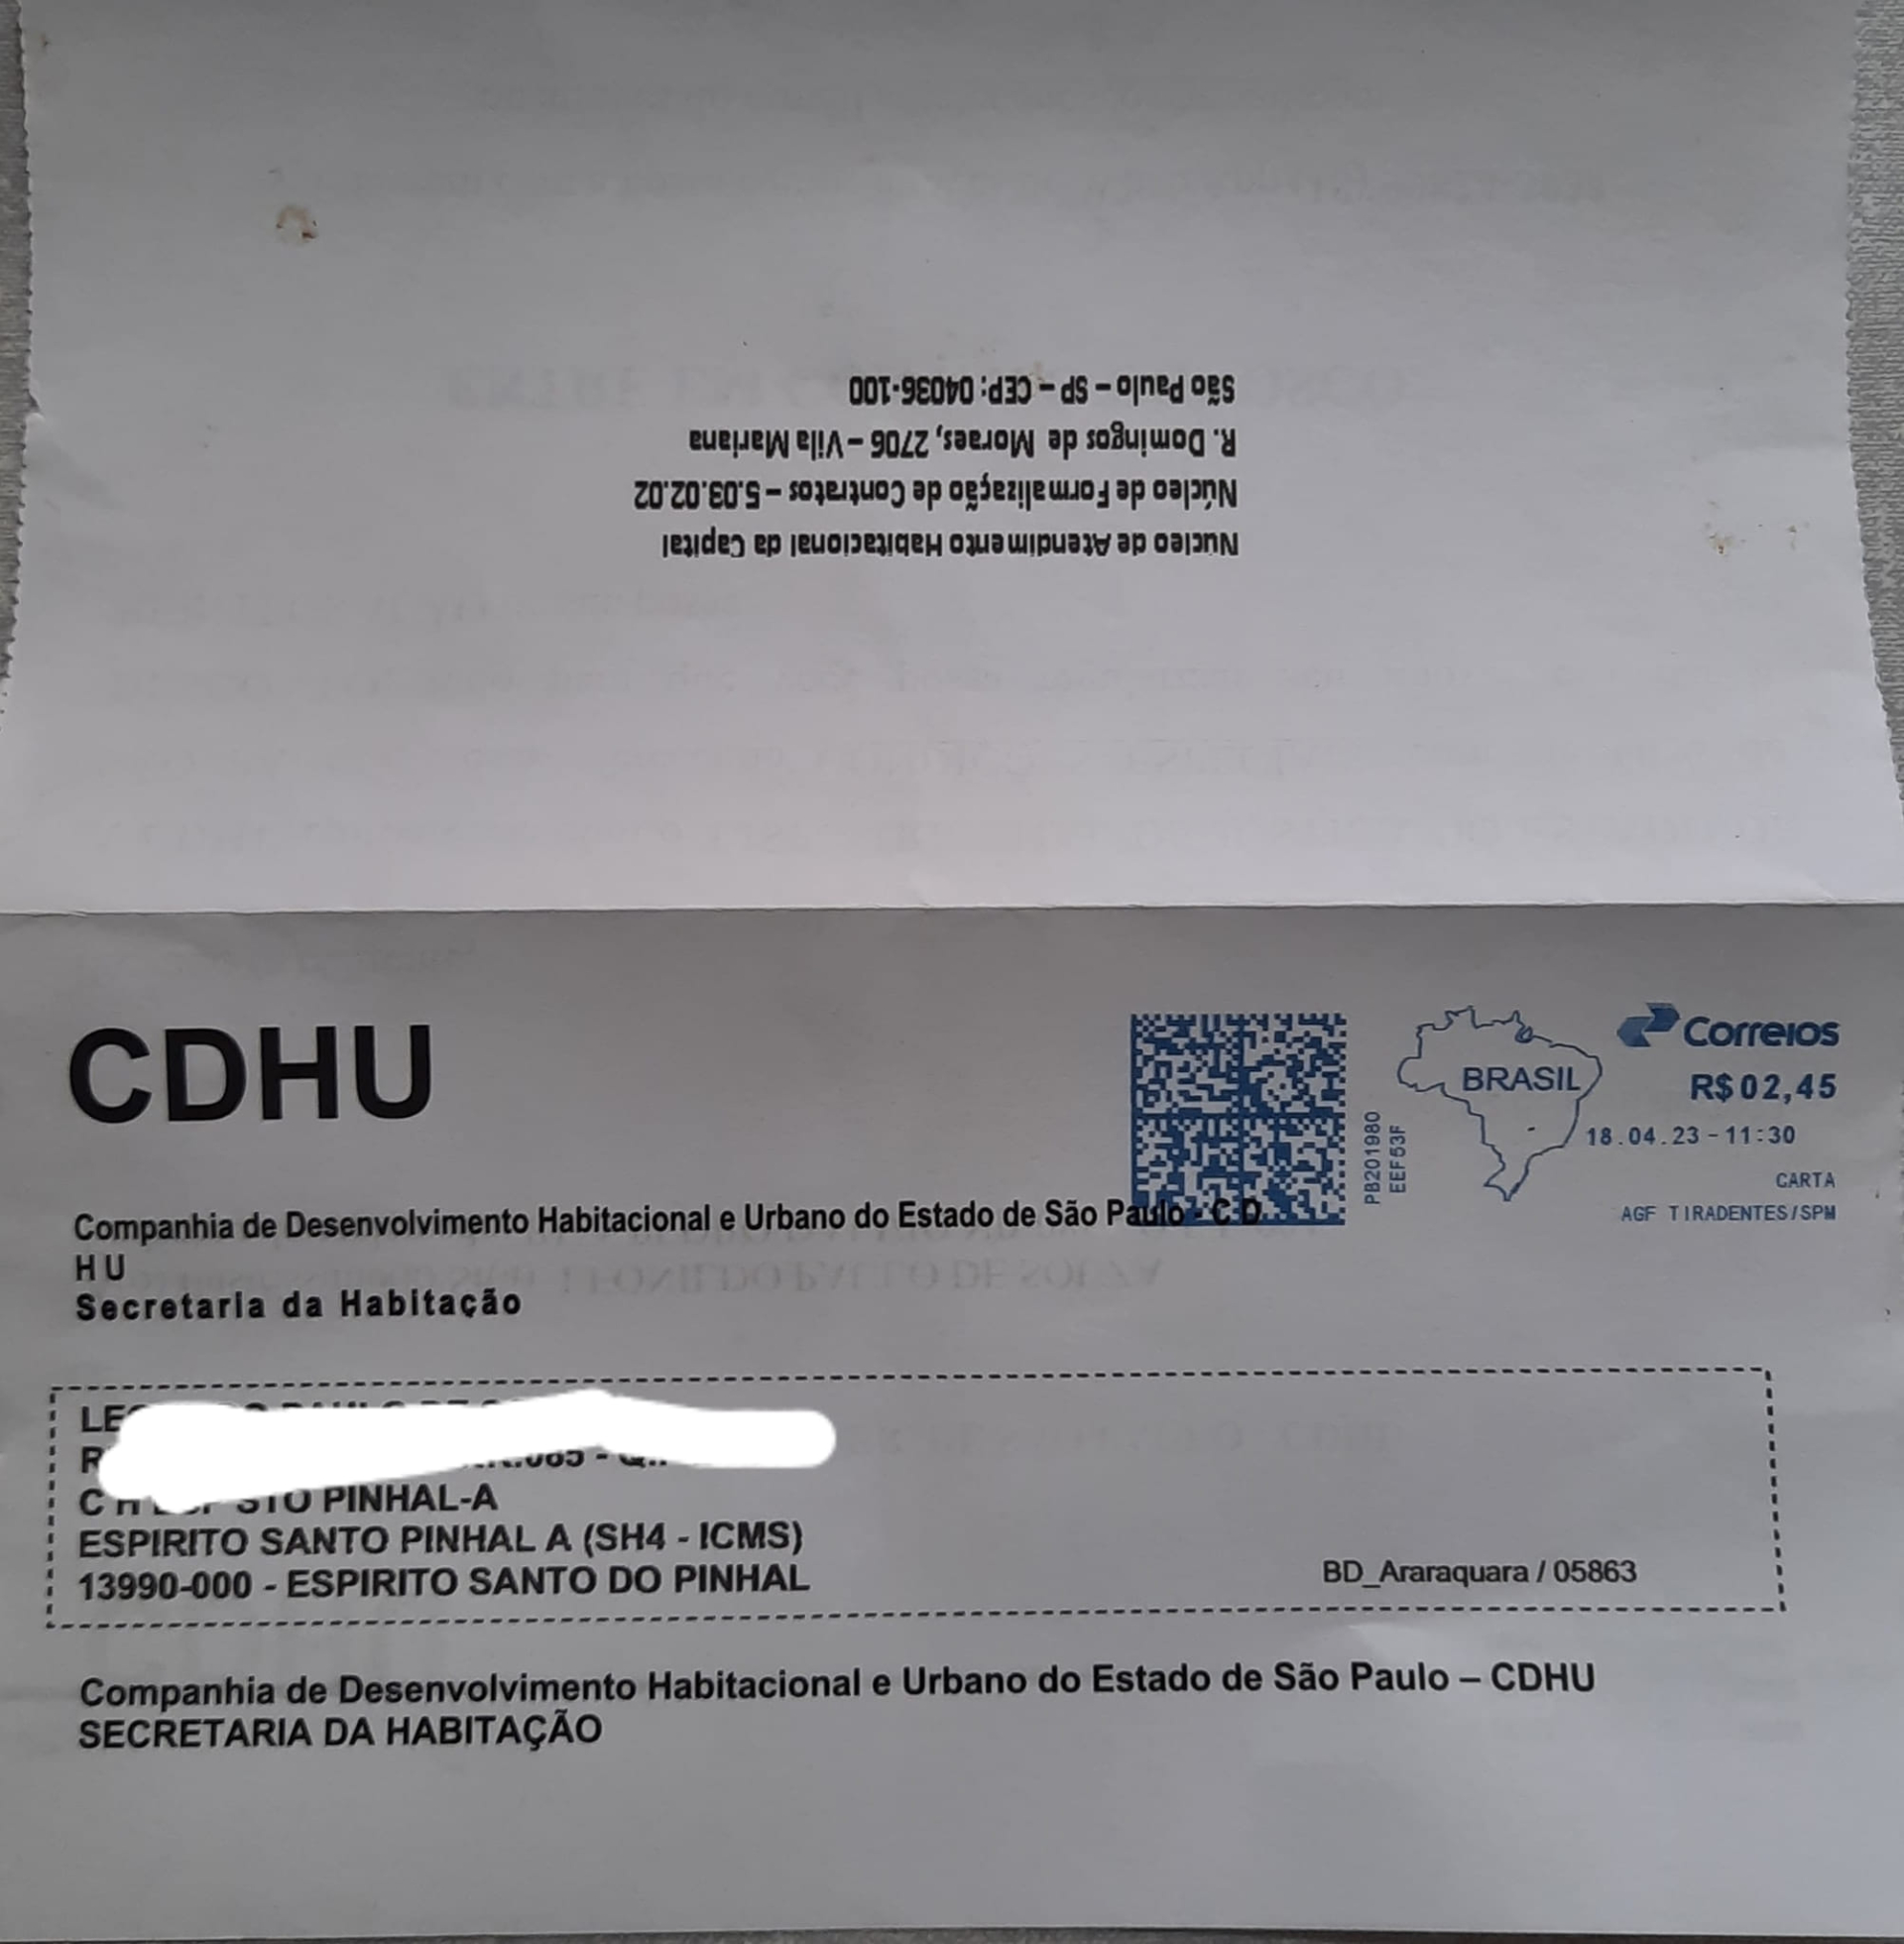 Nucleo de Atendimento Habitacional da Capital
Núcleo de Formalização de Contratos – 5.03.02.02
R. Domingos de Moraes, 2706 – Vila Mariana
São Paulo – SP – CEP: 04036-100
CDHU
Correios
BRASIL
R$ 02,45
18.04.23 - 11:30
PB201980
EEF53F
CARTA
AGF TIRADENTES/SPM
Companhia de Desenvolvimento Habitacional e Urbano do Estado de São Paulo - C D
H U
Secretaria da Habitação
STO PINHAL-A
ESPIRITO SANTO PINHAL A (SH4 - ICMS)
13990-000 - ESPIRITO SANTO DO PINHAL
BD_Araraquara / 05863
Companhia de Desenvolvimento Habitacional e Urbano do Estado de São Paulo – CDHU
SECRETARIA DA HABITAÇÃO